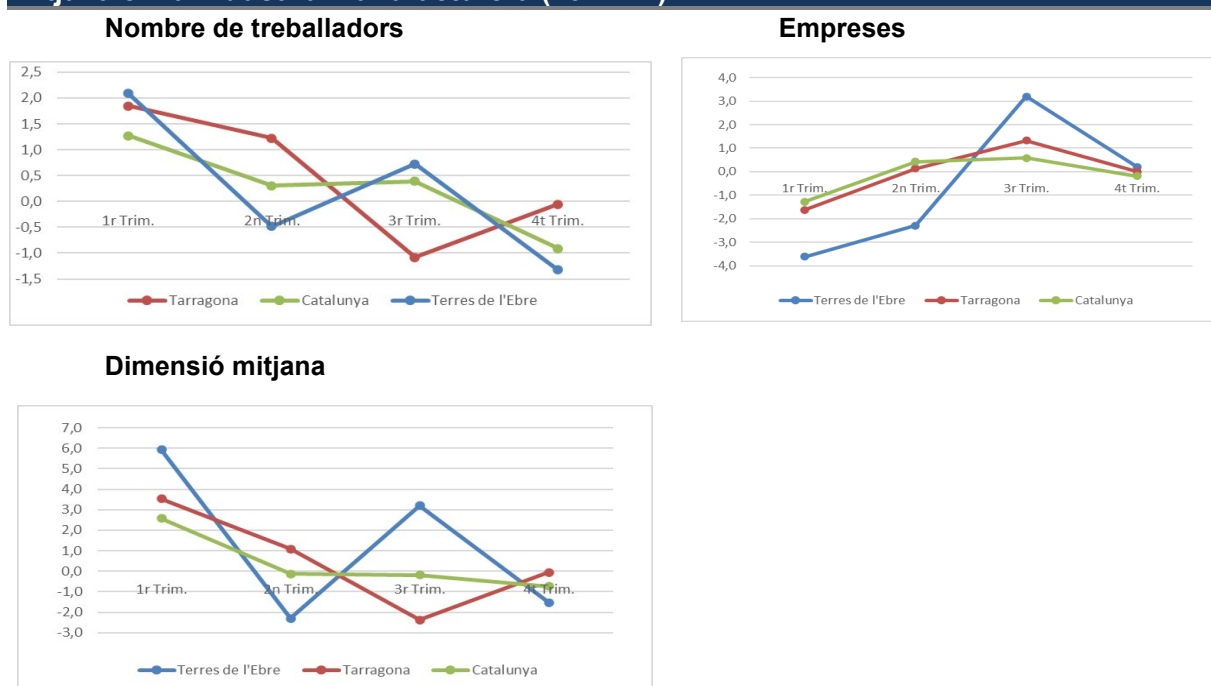 Nombre de treballadors
2,5
2,0
1,5
1,0
0,5
0,0
-0,5
-1,0
-1,5
1r Trim.
2n Trim.
3r Trim.
4t Trim.
Tarragona
Catalunya
Terres de l'Ebre
Empreses
4,0
3,0
2,0
1,0
0,0
-1,0
-2,0
-3,0
-4,0
1r Trim.
2n Trim.
3r Trim.
4t Trim.
Terres de l'Ebre
Tarragona
Catalunya
Dimensió mitjana
7,0
6,0
5,0
4,0
3,0
2,0
1,0
0,0
-1,0
-2,0
-3,0
1r Trim.
2n Trim.
3r Trim.
4t Trim.
Terres de l'Ebre
Tarragona
Catalunya